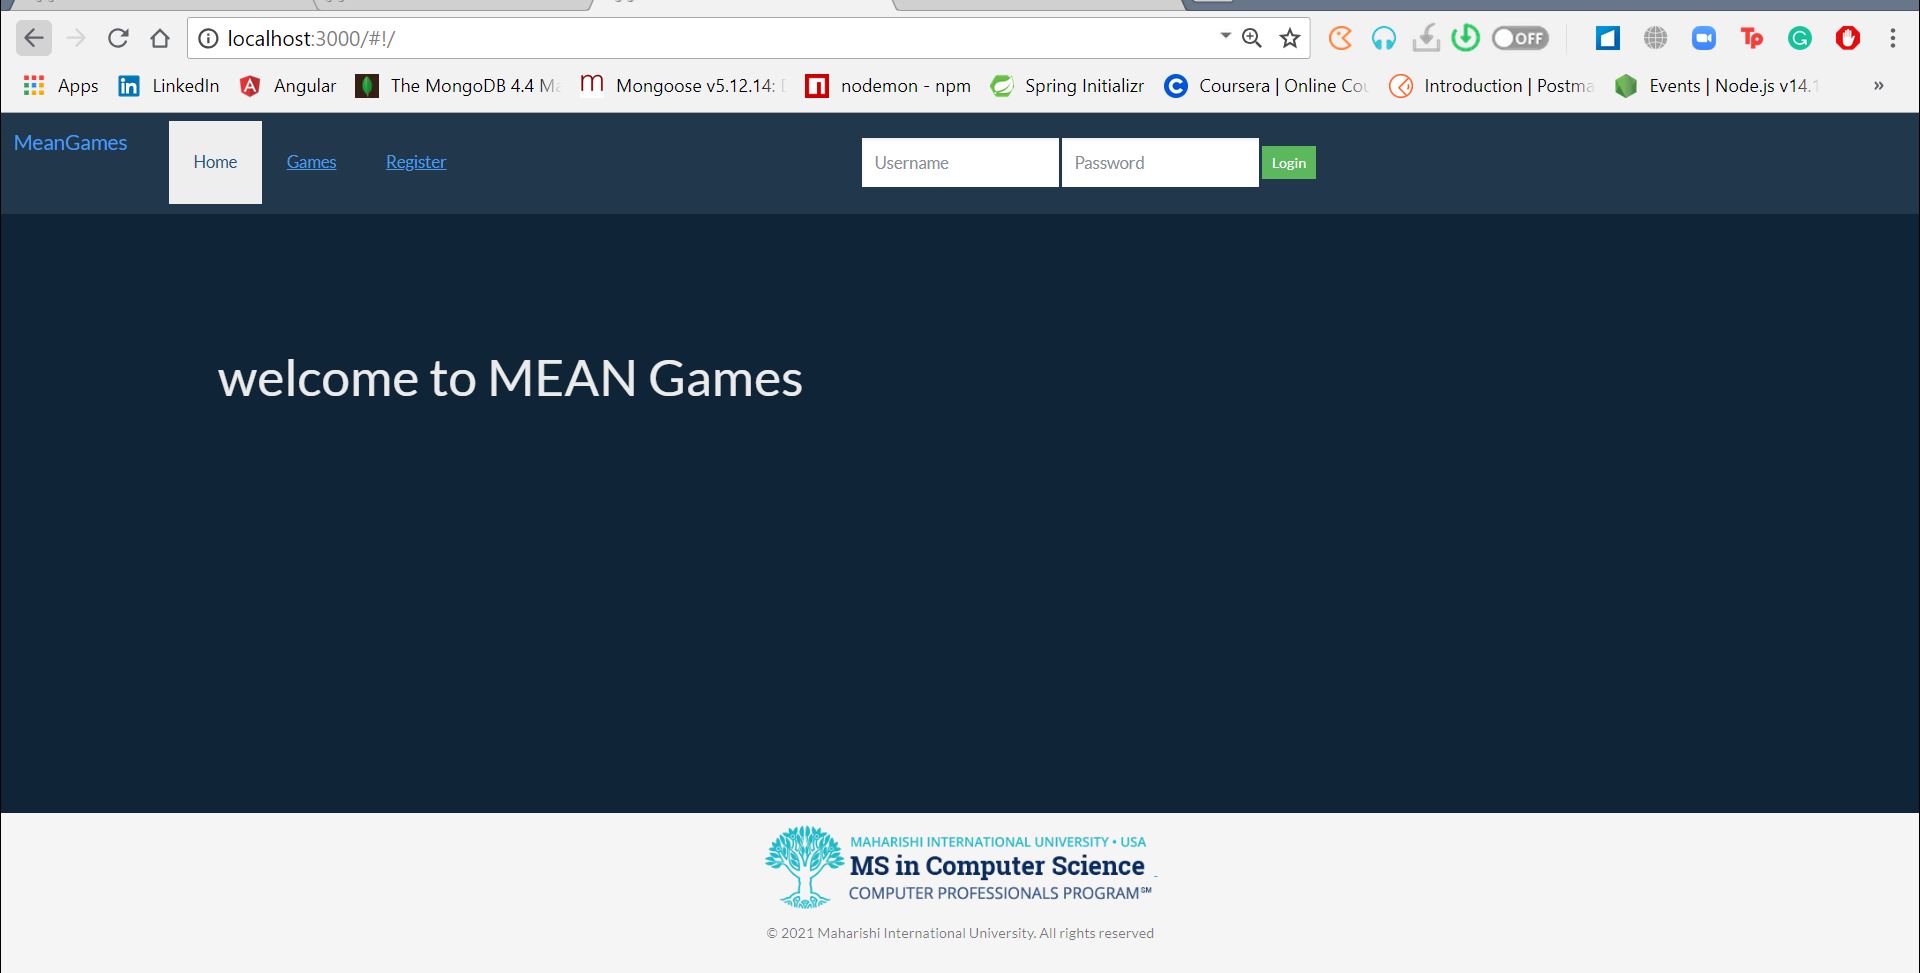 localhost:3000/#!/
OFF
Apps LinkedIn Angular The MongoDB 4.4 Ma Mongoose v5.12.14: nodemon - npm Spring Initializr Coursera | Online Cou Introduction | Postma Events | Node.js v14.1 »
MeanGames Home Games Register Username Password Login
welcome to MEAN Games
MAHARISHI INTERNATIONAL UNIVERSITY • USA
MS in Computer Science
COMPUTER PROFESSIONALS PROGRAM℠
© 2021 Maharishi International University. All rights reserved